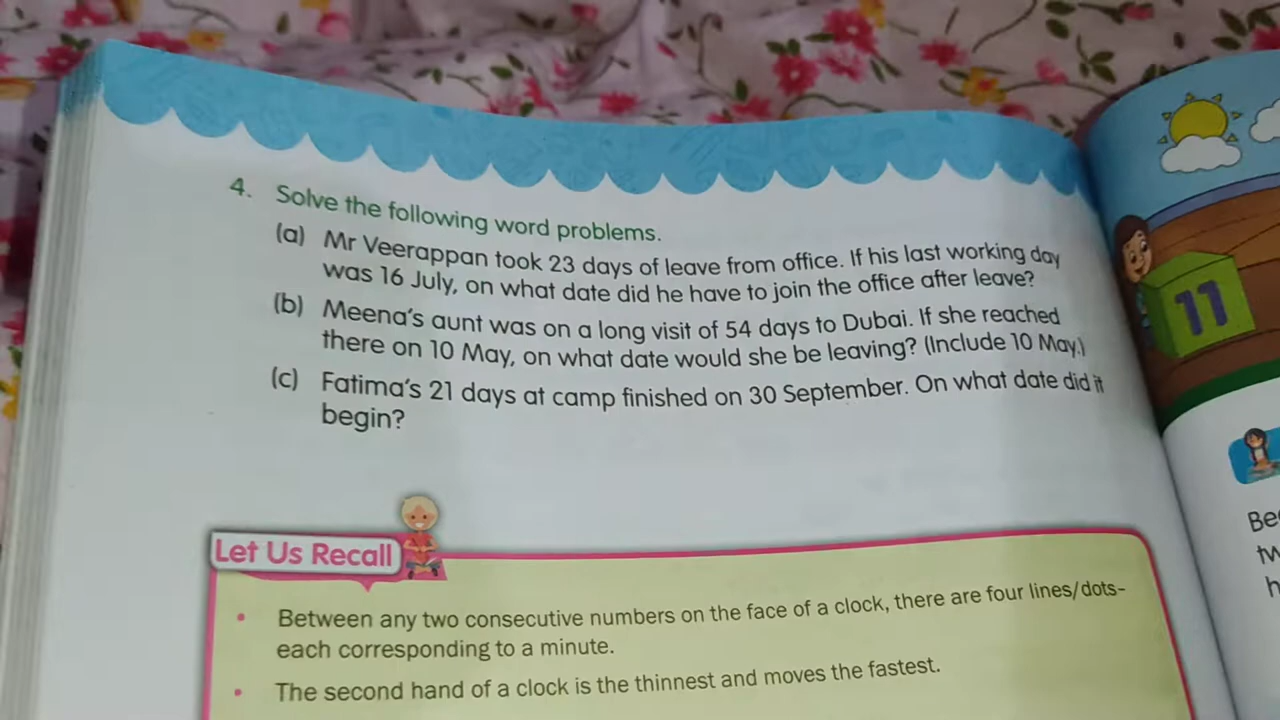 4. Solve the following word problems.
(a) Mr Veerappan took 23 days of leave from office. If his last working day
was 16 July, on what date did he have to join the office after leave?
(b) Meena's aunt was on a long visit of 54 days to Dubai. If she reached
there on 10 May, on what date would she be leaving? (Include 10 May.)
(c) Fatima's 21 days at camp finished on 30 September. On what date did it
begin?
Let Us Recall
• Between any two consecutive numbers on the face of a clock, there are four lines/dots-
each corresponding to a minute.
• The second hand of a clock is the thinnest and moves the fastest.
11